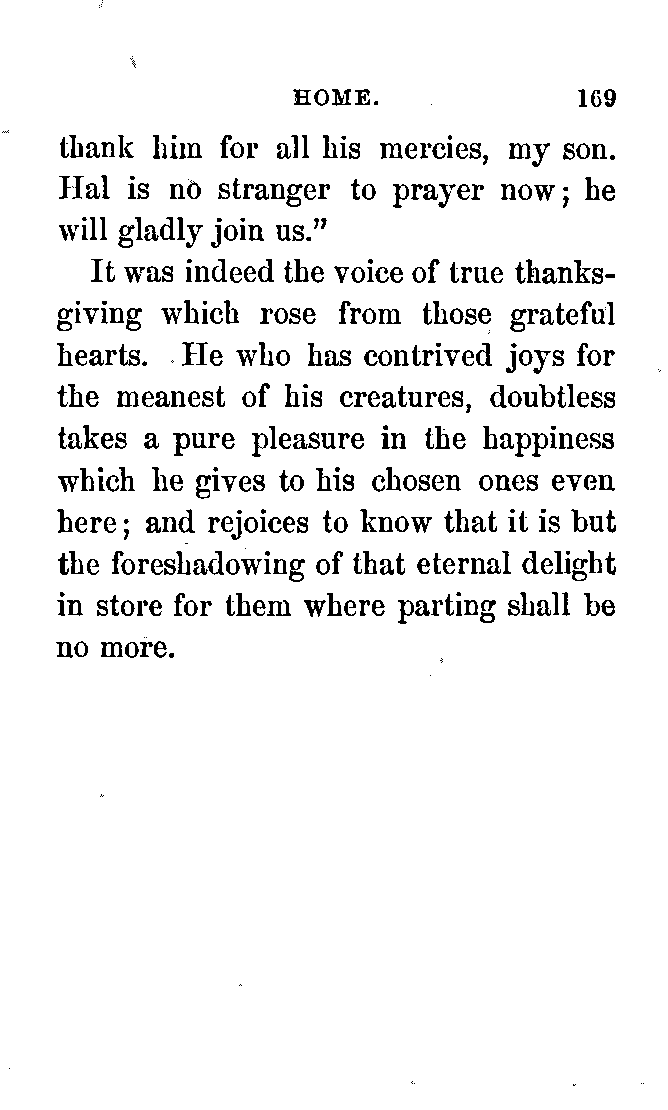 HOME. 169
thank him for all his mercies, my son.
Hal is no stranger to prayer now; he
will gladly join us."
It was indeed the voice of true thanks-
giving which rose from those grateful
hearts. He who has contrived joys for
the meanest of his creatures, doubtless
takes a pure pleasure in the happiness
which he gives to his chosen ones even
here; and rejoices to know that it is but
the foreshadowing of that eternal delight
in store for them where parting shall be
no more.